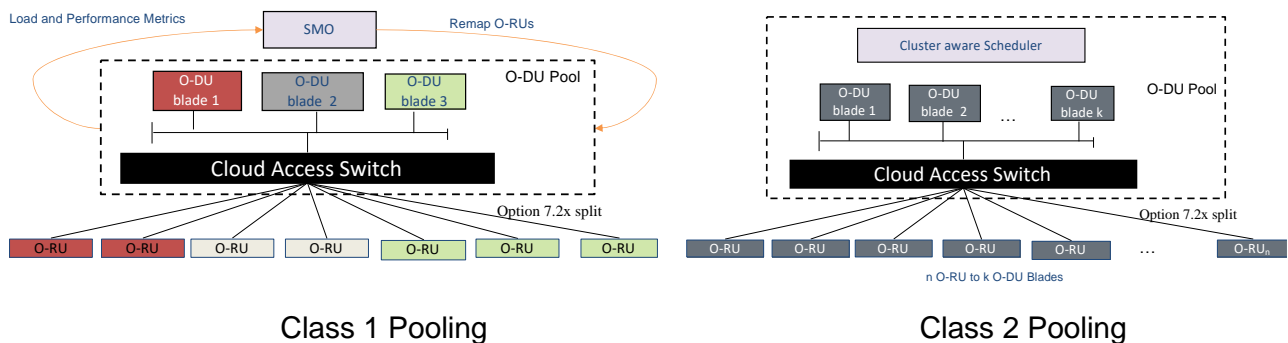 Load and Performance Metrics
SMO
Remap O-RUs
O-DU Pool
O-DU
blade 1
O-DU
blade  2
O-DU
blade 3
Cloud Access Switch
Option 7.2x split
O-RU
O-RU
O-RU
O-RU
O-RU
O-RU
O-RU
Class 1 Pooling
Cluster aware Scheduler
O-DU Pool
O-DU
blade 1
O-DU
blade  2
...
O-DU
blade k
Cloud Access Switch
Option 7.2x split
O-RU
O-RU
O-RU
O-RU
O-RU
...
O-RUn
n O-RU to k O-DU Blades
Class 2 Pooling